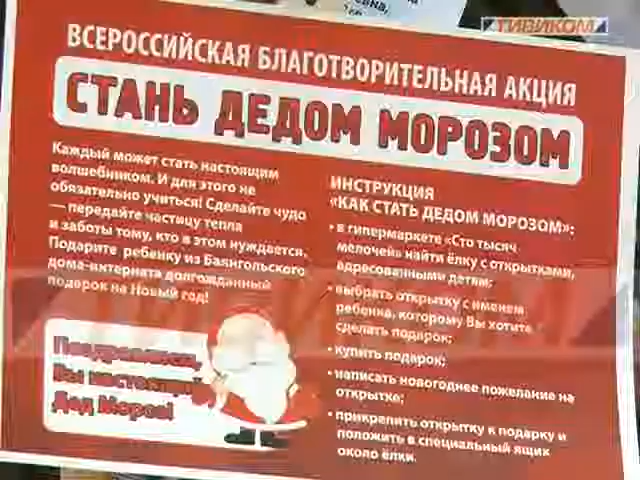 ТИВИКОМ
ВСЕРОССИЙСКАЯ БЛАГОТВОРИТЕЛЬНАЯ АКЦИЯ
СТАНЬ ДЕДОМ МОРОЗОМ
Каждый может стать настоящим
волшебником. И для этого не
обязательно учиться! Сделайте чудо
— передайте частицу тепла
и заботы тому, кто в этом нуждается.
Подарите ребенку из Баянгольского
дома-интерната долгожданный
подарок на Новый год!
Поздравляем,
Вы настоящий
Дед Мороз!
ИНСТРУКЦИЯ
«КАК СТАТЬ ДЕДОМ МОРОЗОМ»:
• в гипермаркете «Сто тысяч
мелочей» найти ёлку с открытками,
адресованными детям;
• выбрать открытку с именем
ребенка, которому Вы хотите
сделать подарок;
• купить подарок;
• написать новогоднее пожелание на
открытке;
• прикрепить открытку к подарку и
положить в специальный ящик
около ёлки.
ТИВИКОМ